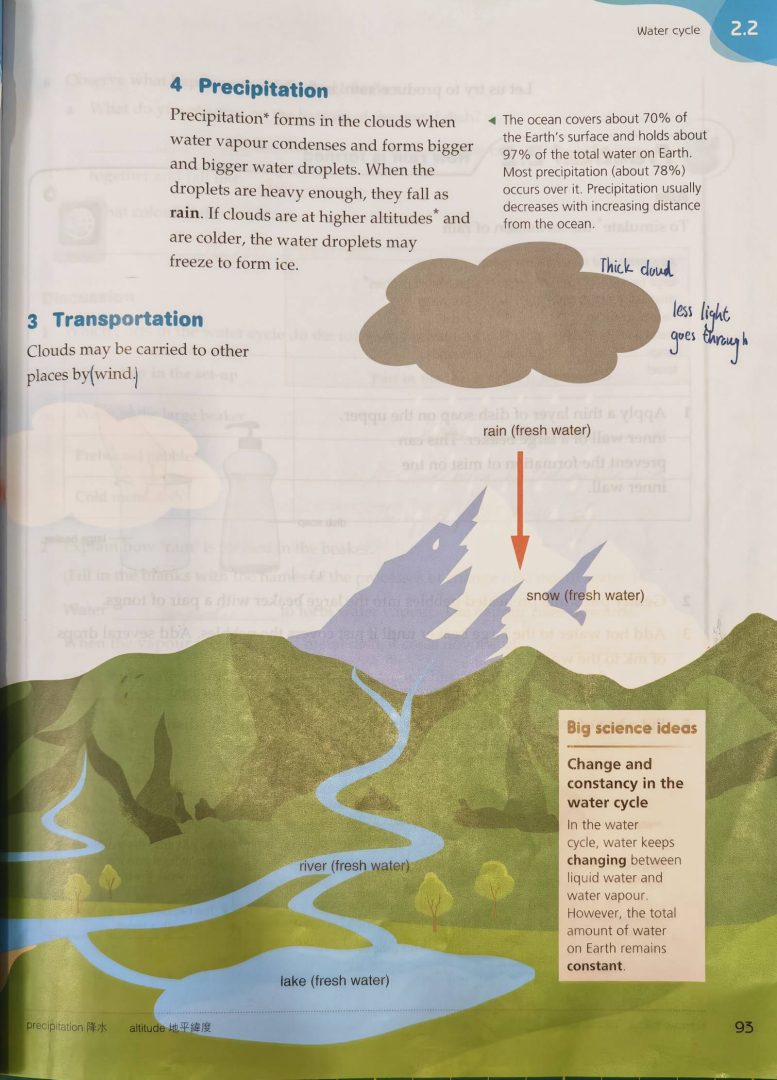 Water cycle
2.2
4 Precipitation
Precipitation* forms in the clouds when
water vapour condenses and forms bigger
and bigger water droplets. When the
droplets are heavy enough, they fall as
rain. If clouds are at higher altitudes* and
are colder, the water droplets may
freeze to form ice.
◄ The ocean covers about 70% of
the Earth's surface and holds about
97% of the total water on Earth.
Most precipitation (about 78%)
occurs over it. Precipitation usually
decreases with increasing distance
from the ocean.
Thick cloud
less light
goes through
3 Transportation
Clouds may be carried to other
places by (wind.)
rain (fresh water)
snow (fresh water)
Big science ideas
Change and
constancy in the
water cycle
In the water
cycle, water keeps
changing between
liquid water and
water vapour.
However, the total
amount of water
on Earth remains
constant.
river (fresh water)
lake (fresh water)
precipitation 降水 altitude 地平緯度
93